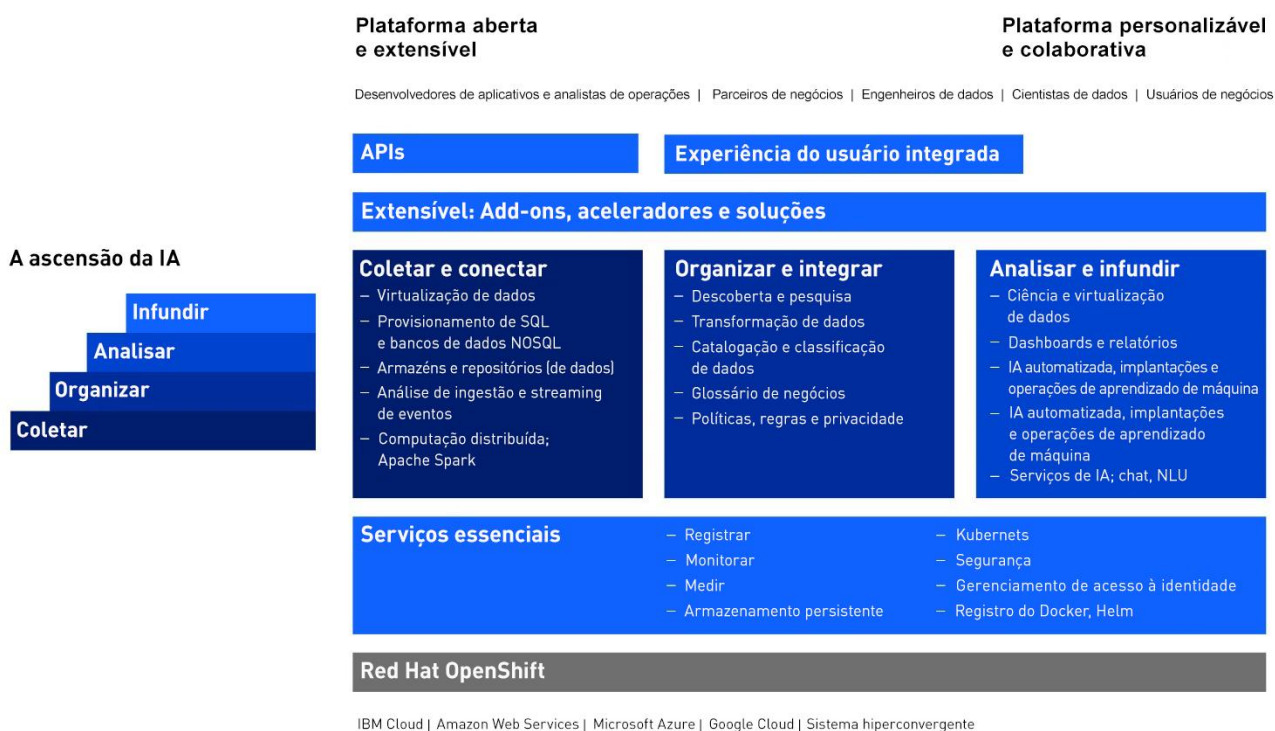 Plataforma aberta
e extensível
Plataforma personalizável
e colaborativa
Desenvolvedores de aplicativos e analistas de operações | Parceiros de negócios | Engenheiros de dados | Cientistas de dados | Usuários de negócios
APIs
Experiência do usuário integrada
Extensível: Add-ons, aceleradores e soluções
A ascensão da IA
Infundir
Analisar
Organizar
Coletar
Coletar e conectar
– Virtualização de dados
– Provisionamento de SQL
e bancos de dados NOSQL
– Armazéns e repositórios (de dados)
– Análise de ingestão e streaming
de eventos
– Computação distribuída;
Apache Spark
Organizar e integrar
– Descoberta e pesquisa
– Transformação de dados
– Catalogação e classificação
de dados
– Glossário de negócios
– Políticas, regras e privacidade
Analisar e infundir
– Ciência e virtualização
de dados
– Dashboards e relatórios
– IA automatizada, implantações e
operações de aprendizado de máquina
– IA automatizada, implantações
e operações de aprendizado
de máquina
– Serviços de IA; chat, NLU
Serviços essenciais
– Registrar
– Monitorar
– Medir
– Armazenamento persistente
– Kubernets
– Segurança
– Gerenciamento de acesso à identidade
– Registro do Docker, Helm
Red Hat OpenShift
IBM Cloud | Amazon Web Services | Microsoft Azure | Google Cloud | Sistema hiperconvergente